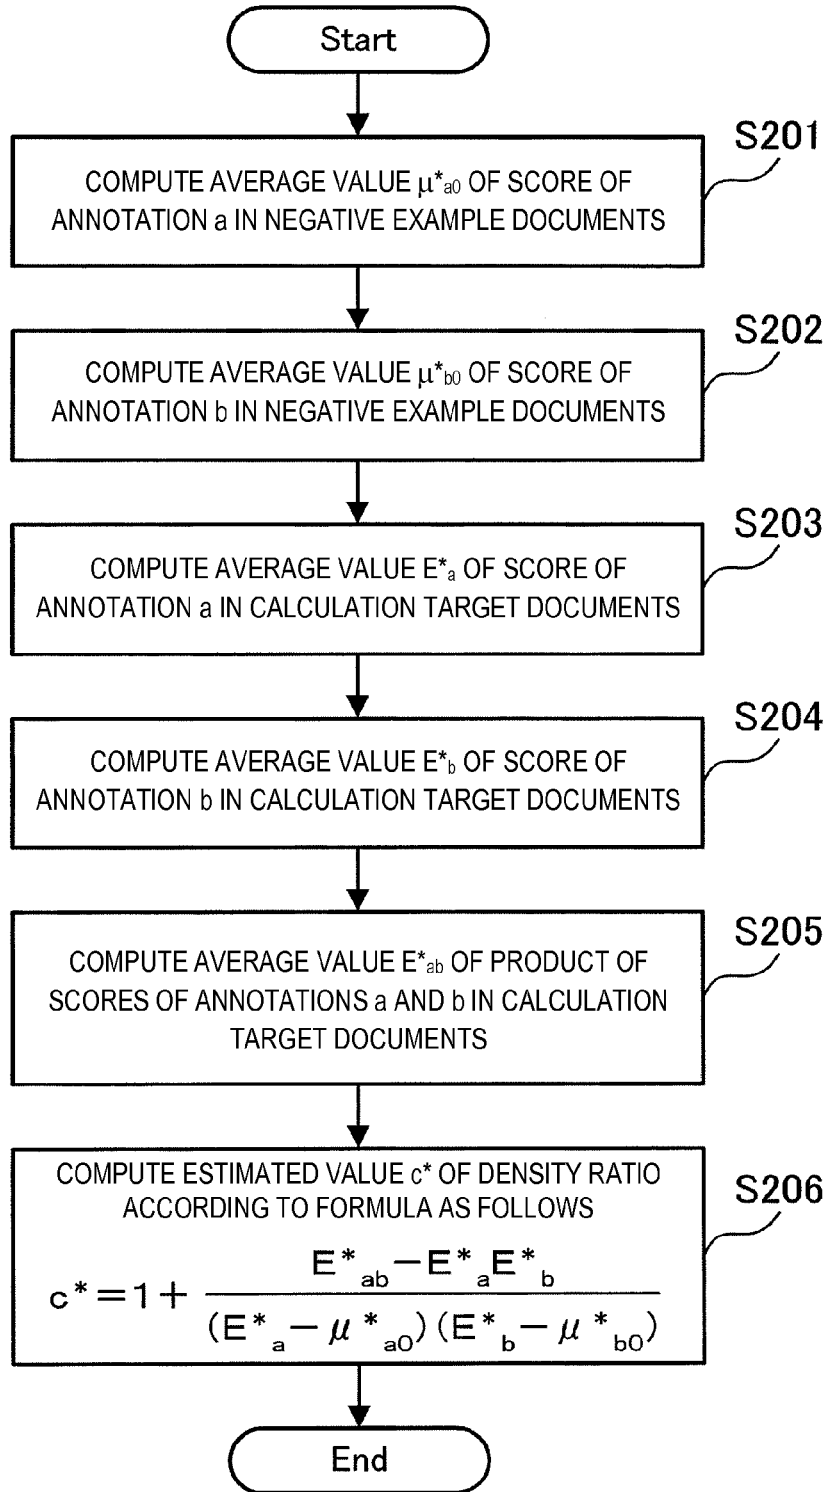 Start
S201
COMPUTE AVERAGE VALUE μ*a0 OF SCORE OF
ANNOTATION a IN NEGATIVE EXAMPLE DOCUMENTS
S202
COMPUTE AVERAGE VALUE μ*b0 OF SCORE OF
ANNOTATION b IN NEGATIVE EXAMPLE DOCUMENTS
S203
COMPUTE AVERAGE VALUE E*a OF SCORE OF
ANNOTATION a IN CALCULATION TARGET DOCUMENTS
S204
COMPUTE AVERAGE VALUE E*b OF SCORE OF
ANNOTATION b IN CALCULATION TARGET DOCUMENTS
S205
COMPUTE AVERAGE VALUE E*ab OF PRODUCT OF
SCORES OF ANNOTATIONS a AND b IN CALCULATION
TARGET DOCUMENTS
S206
COMPUTE ESTIMATED VALUE c* OF DENSITY RATIO
ACCORDING TO FORMULA AS FOLLOWS
E*ab−E*aE*b
c*=1+
(E*a−μ*a0)(E*b−μ*b0)
End